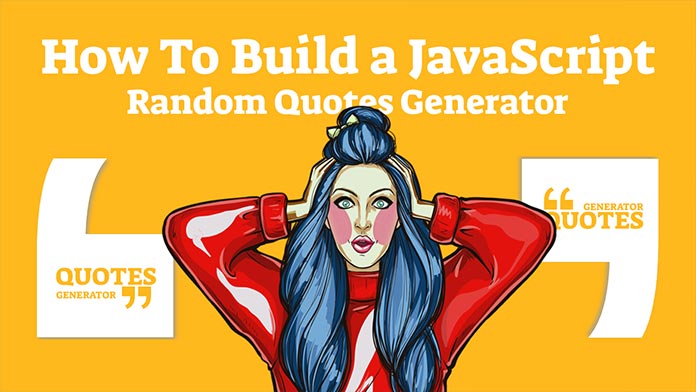 How To Build a JavaScript
Random Quotes Generator
QUOTES
GENERATOR ”
“ GENERATOR
QUOTES